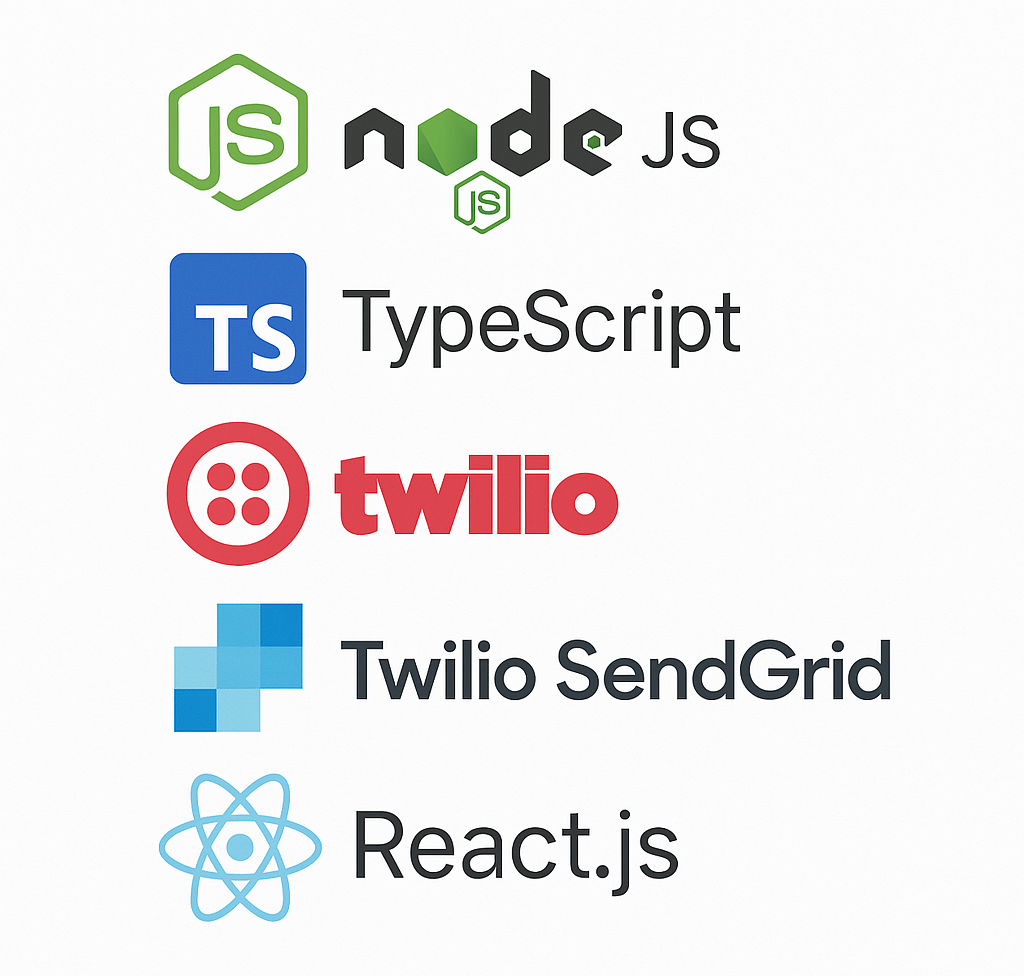 JS node JS
JS
TS TypeScript
twilio
Twilio SendGrid
React.js